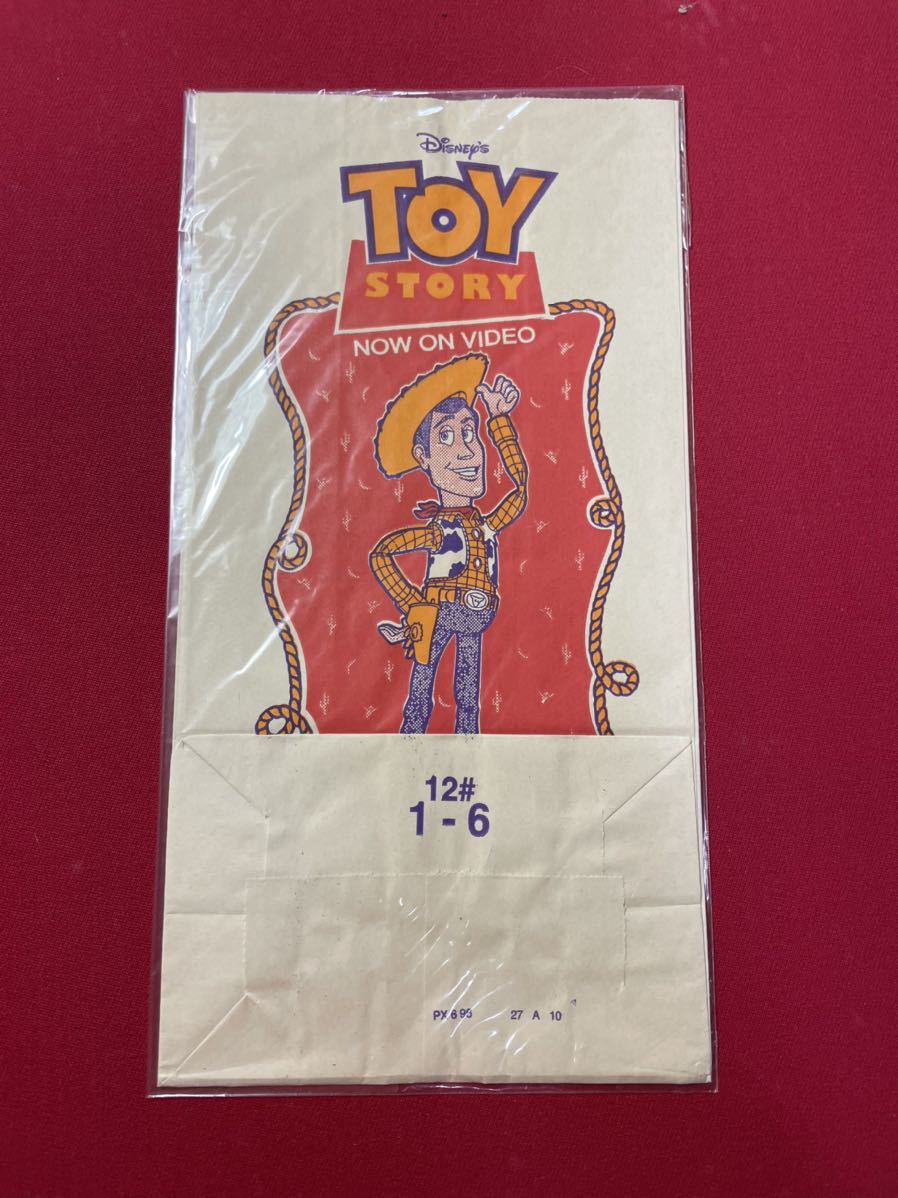 DISNEY'S
TOY
STORY
NOW ON VIDEO
12#
1 - 6
27 A 10